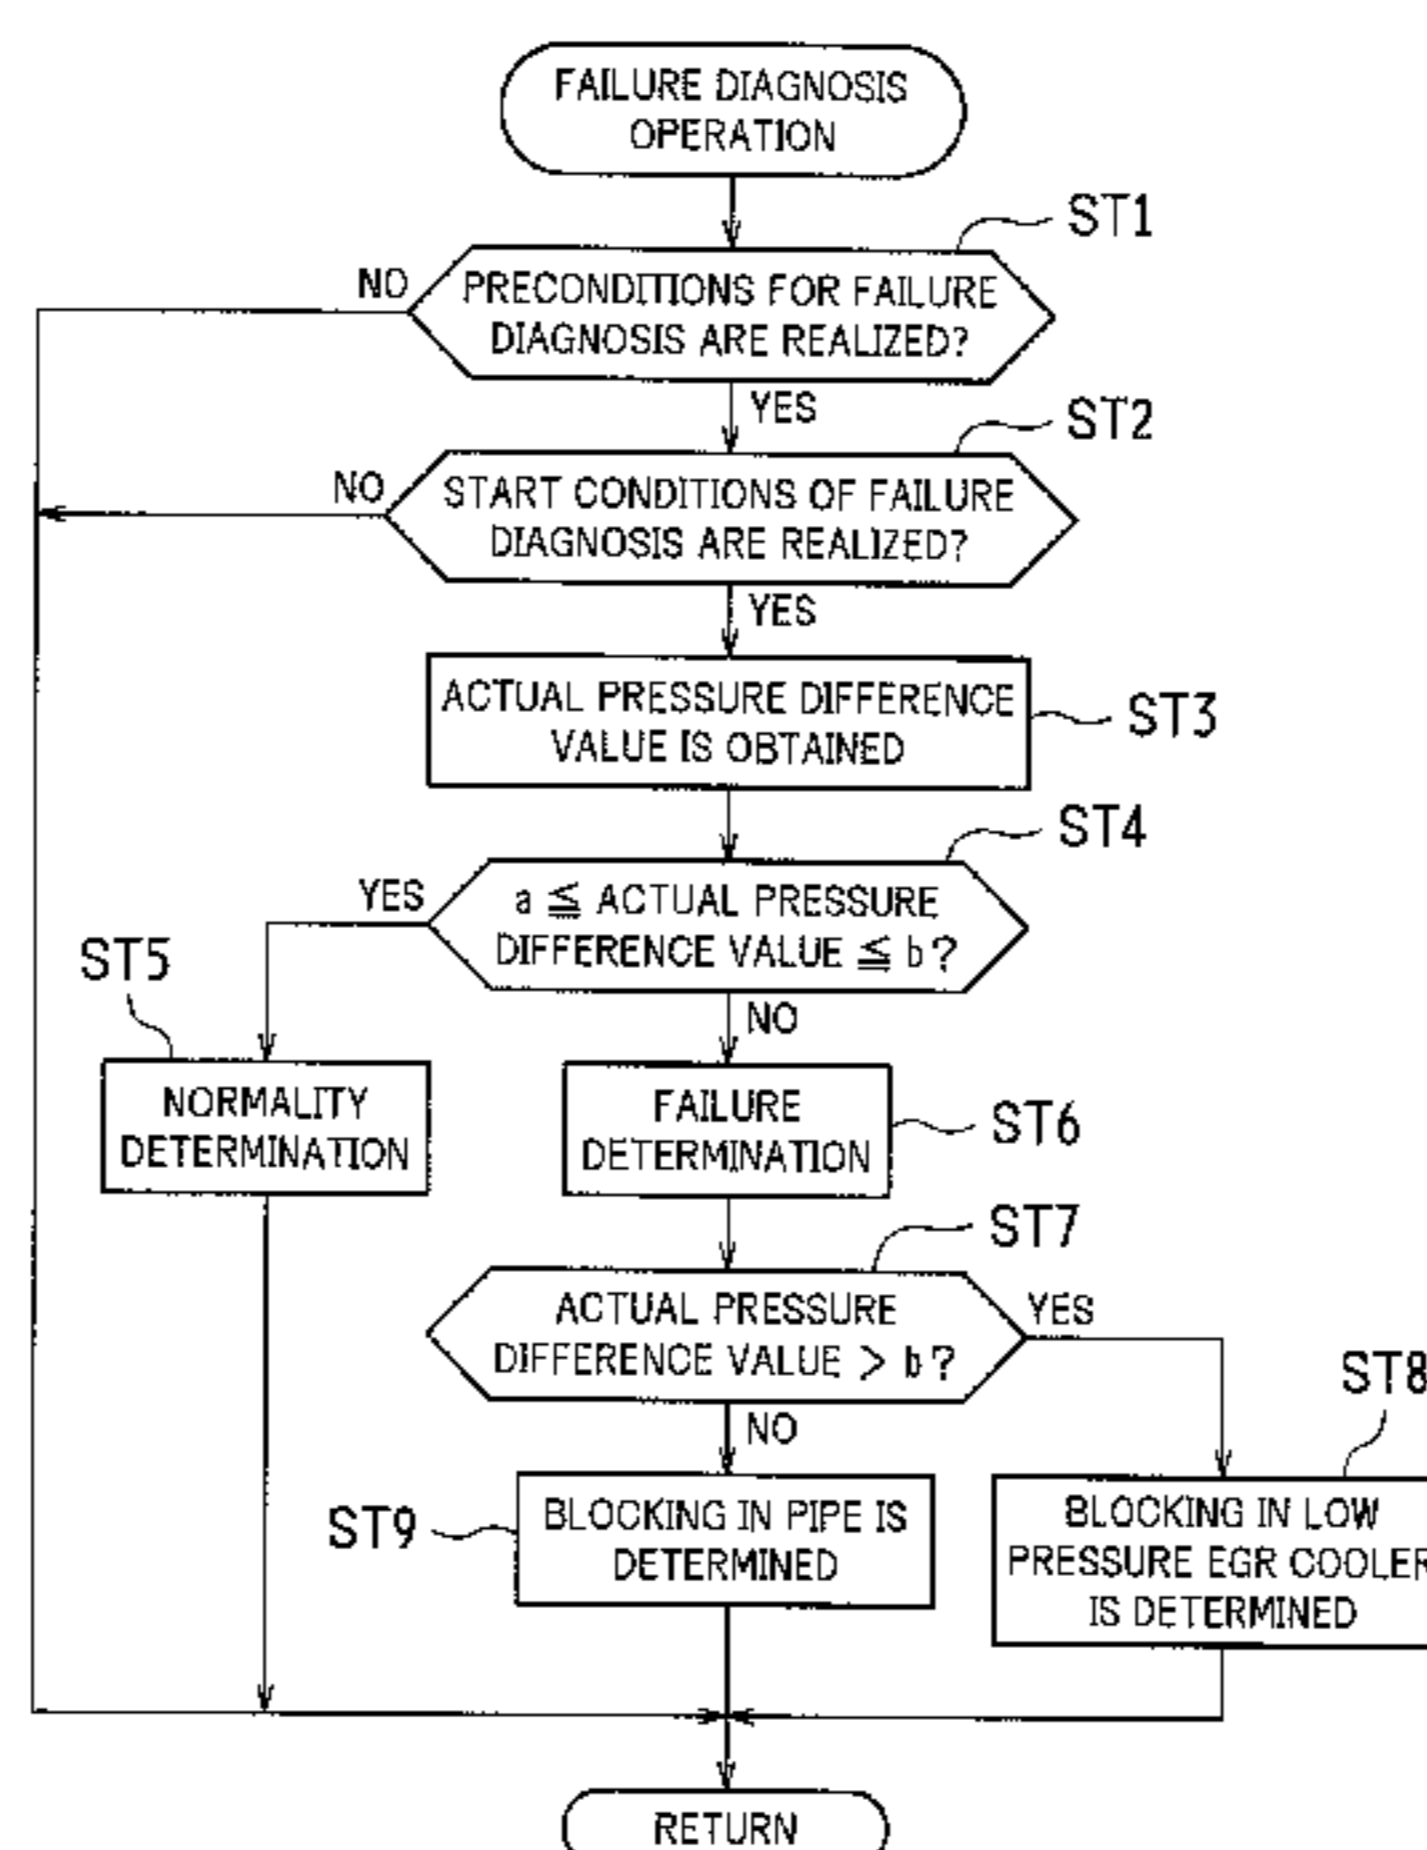 FAILURE DIAGNOSIS
OPERATION
ST1
NO
PRECONDITIONS FOR FAILURE
DIAGNOSIS ARE REALIZED?
YES
ST2
NO
START CONDITIONS OF FAILURE
DIAGNOSIS ARE REALIZED?
YES
ACTUAL PRESSURE DIFFERENCE
VALUE IS OBTAINED
ST3
ST4
YES
a ≦ ACTUAL PRESSURE
DIFFERENCE VALUE ≦ b?
ST5
NO
NORMALITY
DETERMINATION
FAILURE
DETERMINATION
ST6
ST7
ACTUAL PRESSURE
DIFFERENCE VALUE > b?
YES
ST8
NO
ST9
BLOCKING IN PIPE IS
DETERMINED
BLOCKING IN LOW
PRESSURE EGR COOLER
IS DETERMINED
RETURN